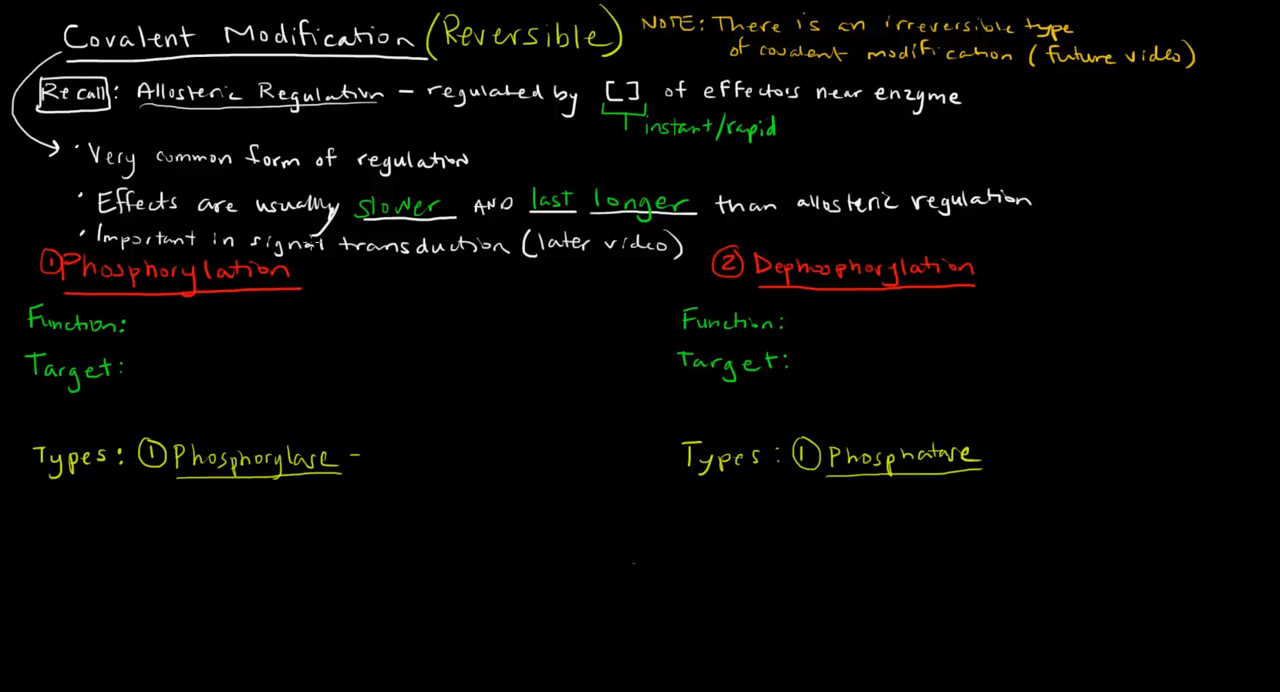 Covalent Modification (Reversible)
NOTE: There is an irreversible type
of covalent modification (future video)
Recall: Allosteric Regulation – regulated by [] of effectors near enzyme
instant/rapid
· Very common form of regulation
· Effects are usually slower AND last longer than allosteric regulation
· Important in signal transduction (later video)
① Phosphorylation
② Dephosphorylation
Function:
Function:
Target:
Target:
Types: ① Phosphorylase -
Types: ① Phosphatase